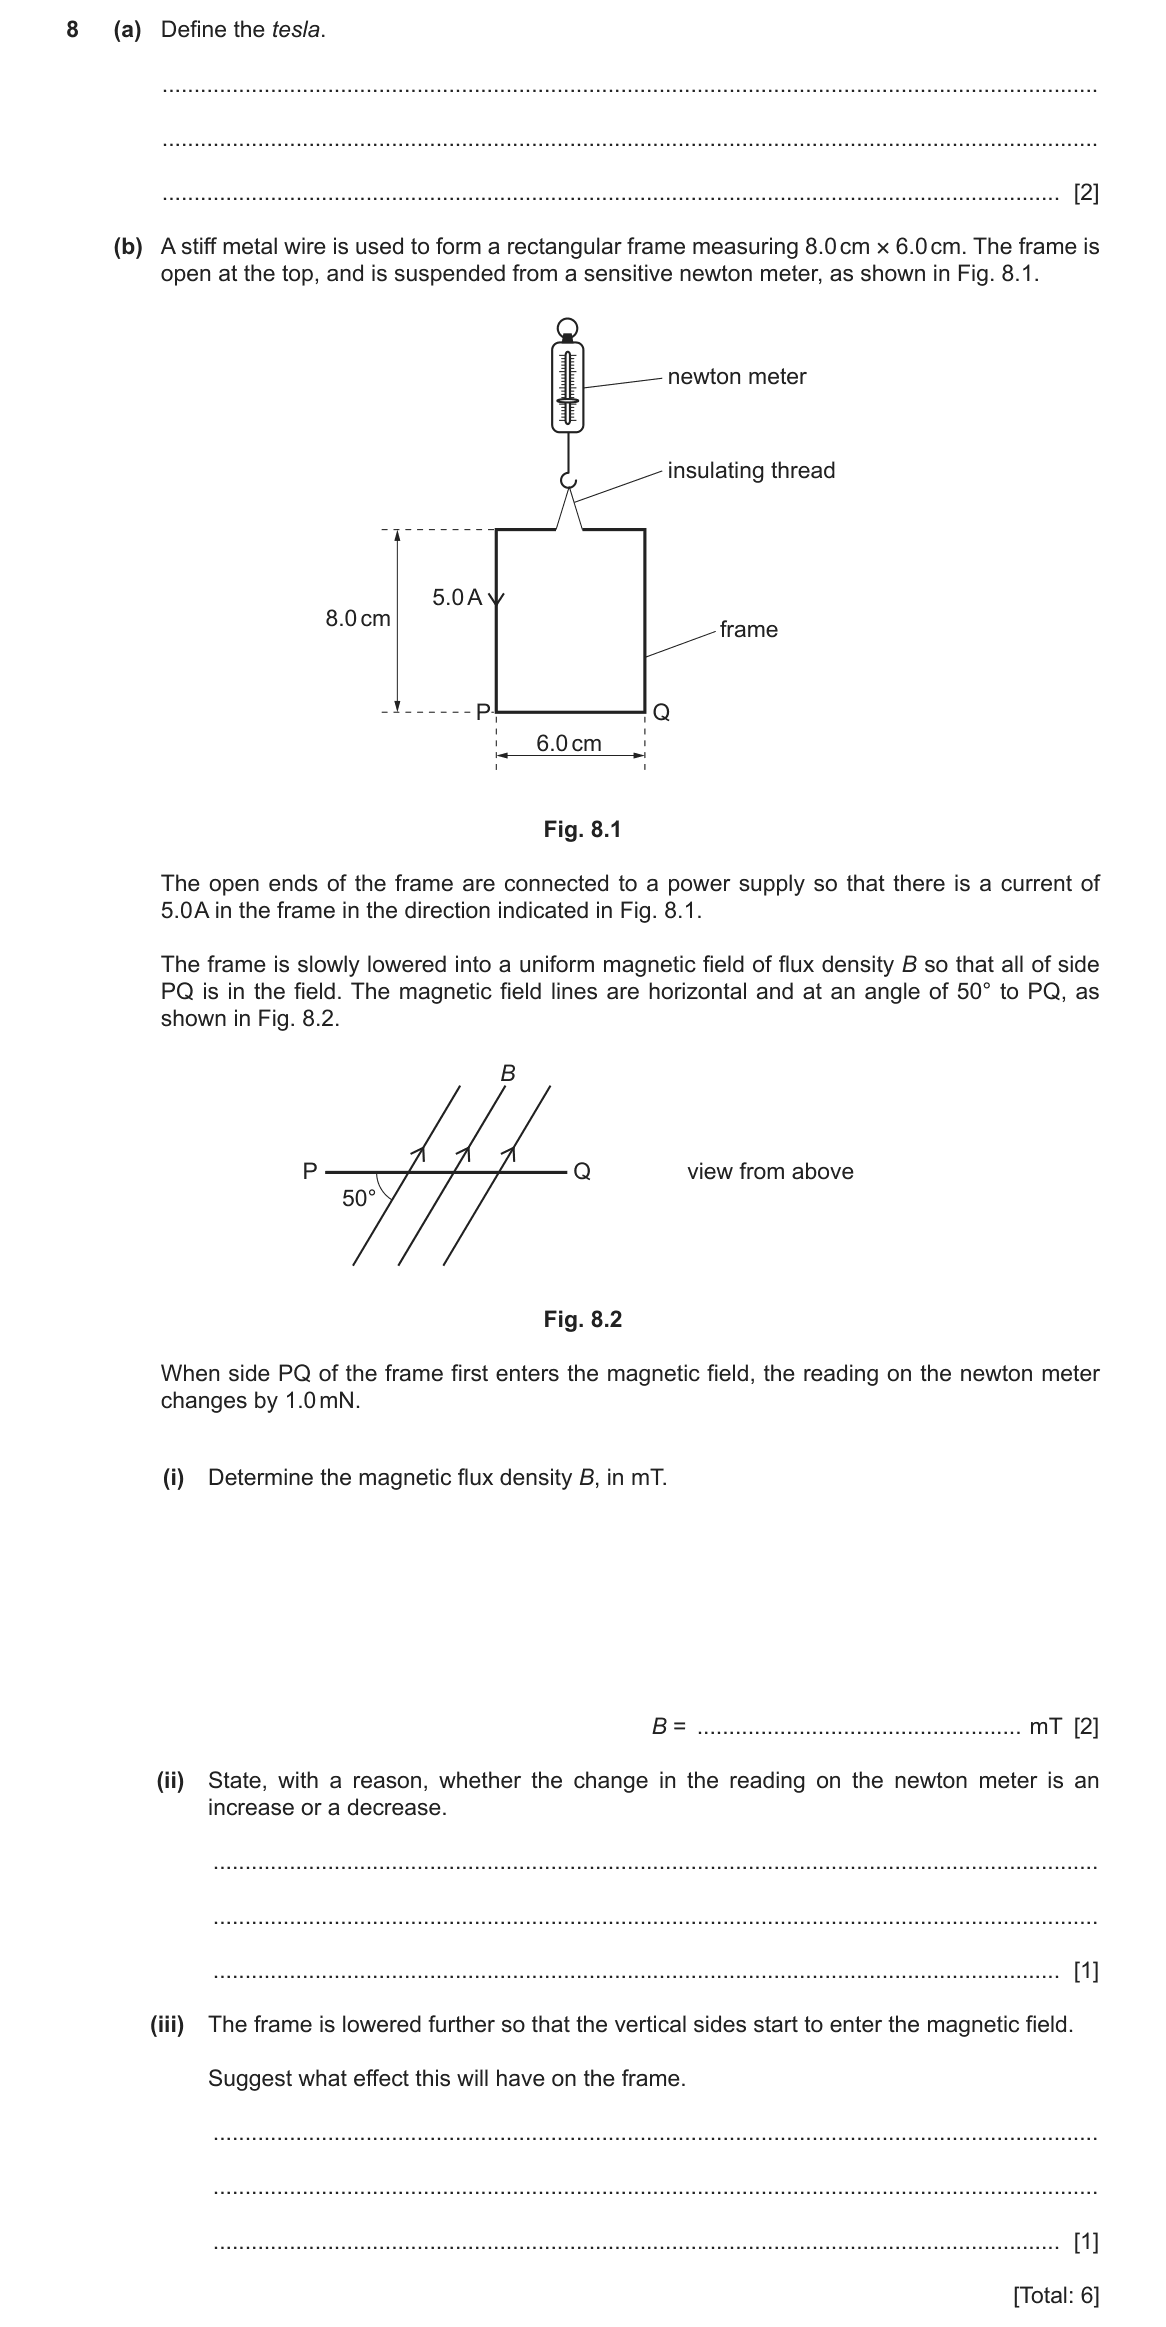 8 (a) Define the tesla.
..........................................................................................
..........................................................................................
.......................................................................................... [2]
(b) A stiff metal wire is used to form a rectangular frame measuring 8.0 cm × 6.0 cm. The frame is
open at the top, and is suspended from a sensitive newton meter, as shown in Fig. 8.1.
newton meter
insulating thread
5.0 A
8.0 cm
frame
P
Q
6.0 cm
Fig. 8.1
The open ends of the frame are connected to a power supply so that there is a current of
5.0 A in the frame in the direction indicated in Fig. 8.1.
The frame is slowly lowered into a uniform magnetic field of flux density B so that all of side
PQ is in the field. The magnetic field lines are horizontal and at an angle of 50° to PQ, as
shown in Fig. 8.2.
B
P
Q
view from above
50°
Fig. 8.2
When side PQ of the frame first enters the magnetic field, the reading on the newton meter
changes by 1.0 mN.
(i) Determine the magnetic flux density B, in mT.
B = .................................................. mT [2]
(ii) State, with a reason, whether the change in the reading on the newton meter is an
increase or a decrease.
..........................................................................................
..........................................................................................
.......................................................................................... [1]
(iii) The frame is lowered further so that the vertical sides start to enter the magnetic field.
Suggest what effect this will have on the frame.
..........................................................................................
..........................................................................................
.......................................................................................... [1]
[Total: 6]